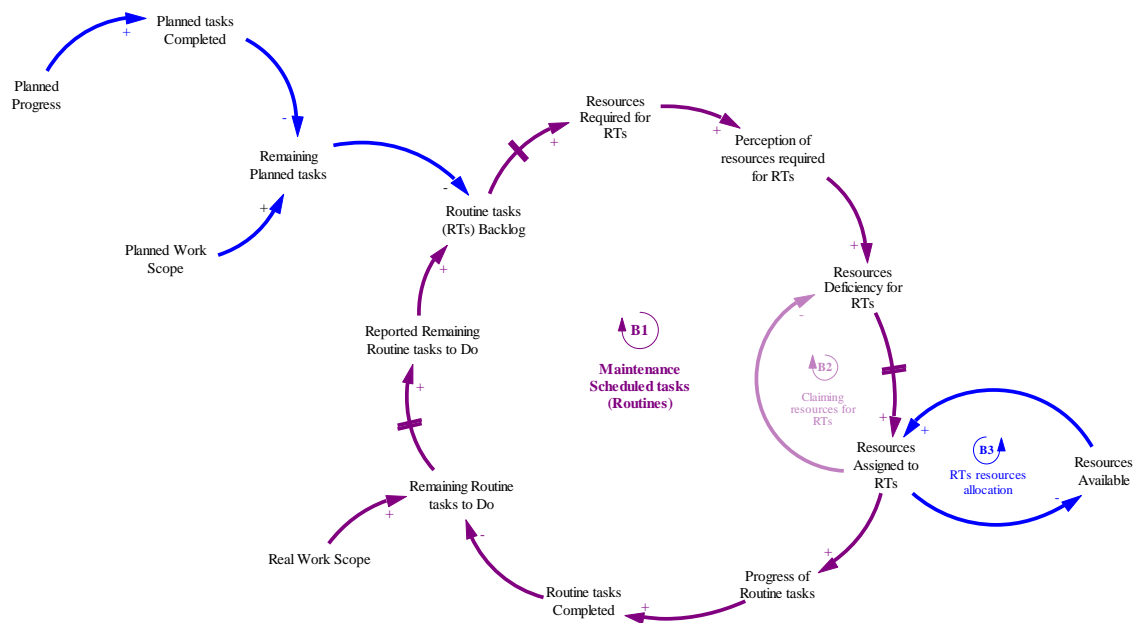 Planned tasks
Completed
+
Planned
Progress
-
Remaining
Planned tasks
+
Planned Work
Scope
-
Routine tasks
(RTs) Backlog
+
Resources
Required for
RTs
+
Perception of
resources required
for RTs
+
Resources
Deficiency for
RTs
-
B2
Claiming
resources for
RTs
+
Resources
Assigned to
RTs
+
B3
RTs resources
allocation
-
Resources
Available
B1
Maintenance
Scheduled tasks
(Routines)
+
Progress of
Routine tasks
+
Routine tasks
Completed
-
Remaining Routine
tasks to Do
+
Real Work Scope
+
Reported Remaining
Routine tasks to Do
+